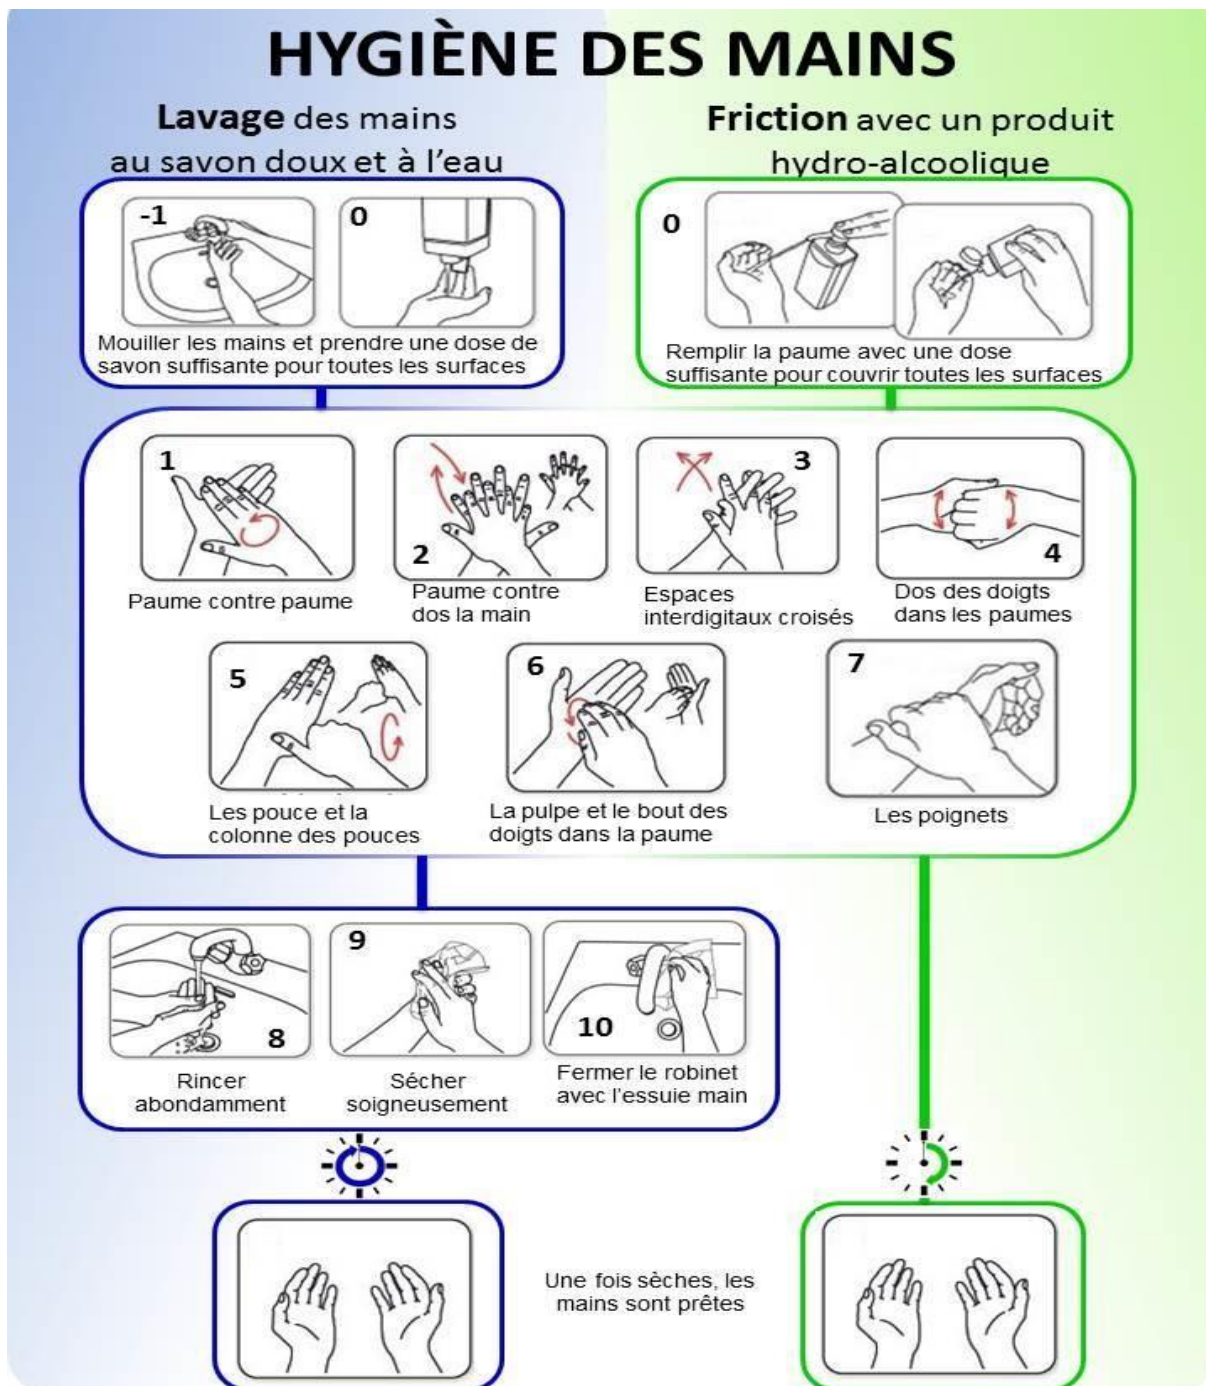 HYGIÈNE DES MAINS
Lavage des mains
au savon doux et à l'eau
Friction avec un produit
hydro-alcoolique
-1
0
Mouiller les mains et prendre une dose de
savon suffisante pour toutes les surfaces
0
Remplir la paume avec une dose
suffisante pour couvrir toutes les surfaces
1
Paume contre paume
2
Paume contre
dos la main
3
Espaces
interdigitaux croisés
4
Dos des doigts
dans les paumes
5
Les pouce et la
colonne des pouces
6
La pulpe et le bout des
doigts dans la paume
7
Les poignets
8
Rincer
abondamment
9
Sécher
soigneusement
10
Fermer le robinet
avec l'essuie main
Une fois sèches, les
mains sont prêtes